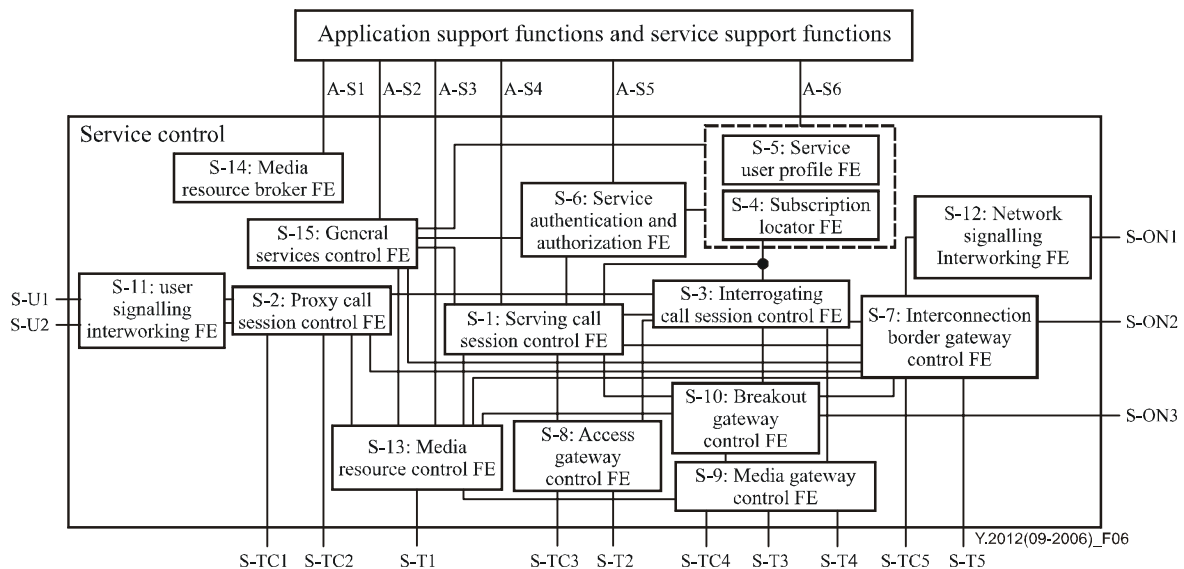 Application support functions and service support functions
A-S1
A-S2
A-S3
A-S4
A-S5
A-S6
Service control
S-14: Media
resource broker FE
S-5: Service
user profile FE
S-6: Service
authentication and
authorization FE
S-4: Subscription
locator FE
S-12: Network
signalling
Interworking FE
S-ON1
S-15: General
services control FE
S-U1
S-U2
S-11: user
signalling
interworking FE
S-2: Proxy call
session control FE
S-1: Serving call
session control FE
S-3: Interrogating
call session control FE
S-7: Interconnection
border gateway
control FE
S-ON2
S-10: Breakout
gateway
control FE
S-ON3
S-13: Media
resource control FE
S-8: Access
gateway
control FE
S-9: Media gateway
control FE
Y.2012(09-2006)_F06
S-TC1
S-TC2
S-T1
S-TC3
S-T2
S-TC4
S-T3
S-T4
S-TC5
S-T5